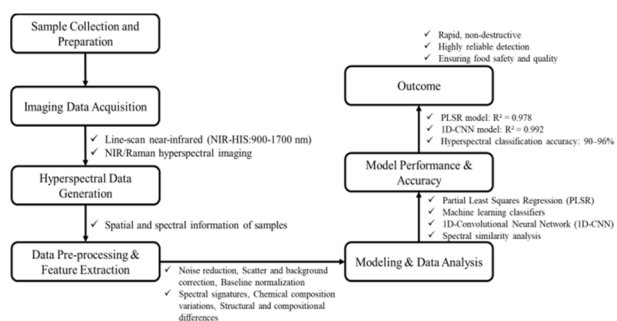 Sample Collection and
Preparation
Imaging Data Acquisition
✓ Line-scan near-infrared (NIR-HIS:900-1700 nm)
✓ NIR/Raman hyperspectral imaging
Hyperspectral Data
Generation
✓ Spatial and spectral information of samples
Data Pre-processing &
Feature Extraction
✓ Noise reduction, Scatter and background
correction, Baseline normalization
✓ Spectral signatures, Chemical composition
variations, Structural and compositional
differences
Modeling & Data Analysis
✓ Partial Least Squares Regression (PLSR)
✓ Machine learning classifiers
✓ 1D-Convolutional Neural Network (1D-CNN)
✓ Spectral similarity analysis
Model Performance &
Accuracy
✓ PLSR model: R² = 0.978
✓ 1D-CNN model: R² = 0.992
✓ Hyperspectral classification accuracy: 90–96%
Outcome
✓ Rapid, non-destructive
✓ Highly reliable detection
✓ Ensuring food safety and quality